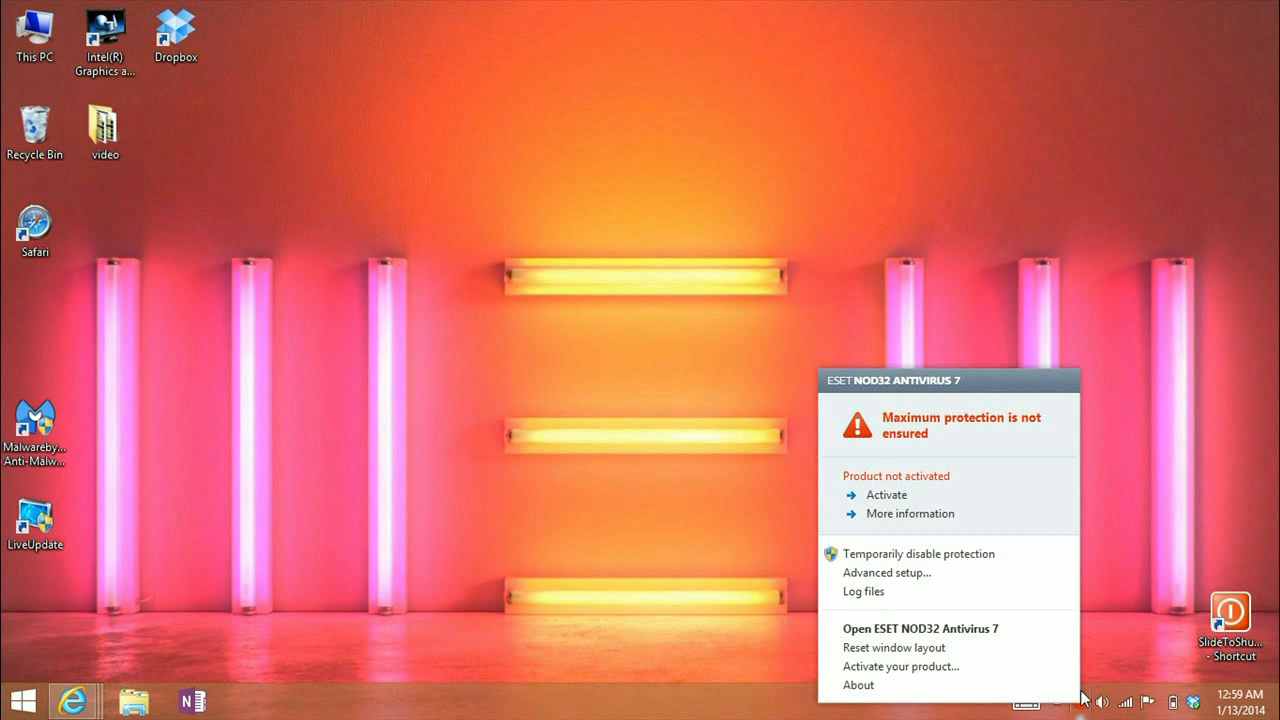 This PC
Intel(R)
Graphics a...
Dropbox
Recycle Bin
video
Safari
Malwareby...
Anti-Malw...
LiveUpdate
ESET NOD32 ANTIVIRUS 7
Maximum protection is not
ensured
Product not activated
Activate
More information
Temporarily disable protection
Advanced setup...
Log files
Open ESET NOD32 Antivirus 7
Reset window layout
Activate your product...
About
SlideToShu...
- Shortcut
N
12:59 AM
1/13/2014